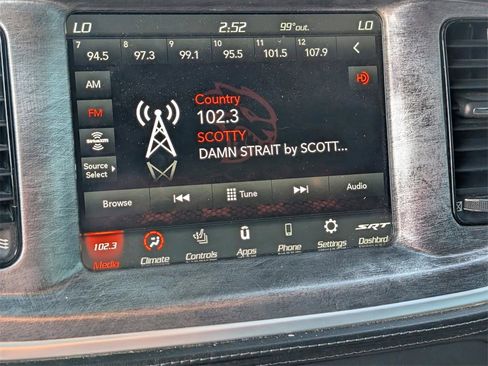 LO 2:52 99°out. LO
7 8 9 10 11 12
94.5 97.3 99.1 95.5 101.5 107.9
AM
FM
SiriusXM
Source
Select
HD
Country
102.3
SCOTTY
DAMN STRAIT by SCOTT...
Browse Tune Audio
102.3 SRT
Media Climate Controls Apps Phone Settings Dashbrd